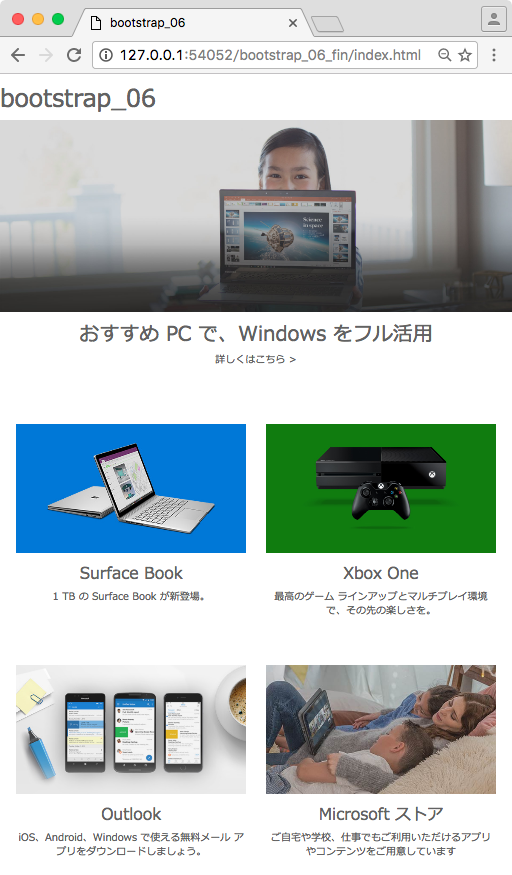 bootstrap_06
127.0.0.1:54052/bootstrap_06_fin/index.html
bootstrap_06
Science
in space
おすすめ PC で、Windows をフル活用
詳しくはこちら >
Surface Book
1 TB の Surface Book が新登場。
Xbox One
最高のゲーム ラインアップとマルチプレイ環境
で、その先の楽しさを。
Outlook
iOS、Android、Windows で使える無料メール ア
プリをダウンロードしましょう。
Microsoft ストア
ご自宅や学校、仕事でもご利用いただけるアプリ
やコンテンツをご用意しています